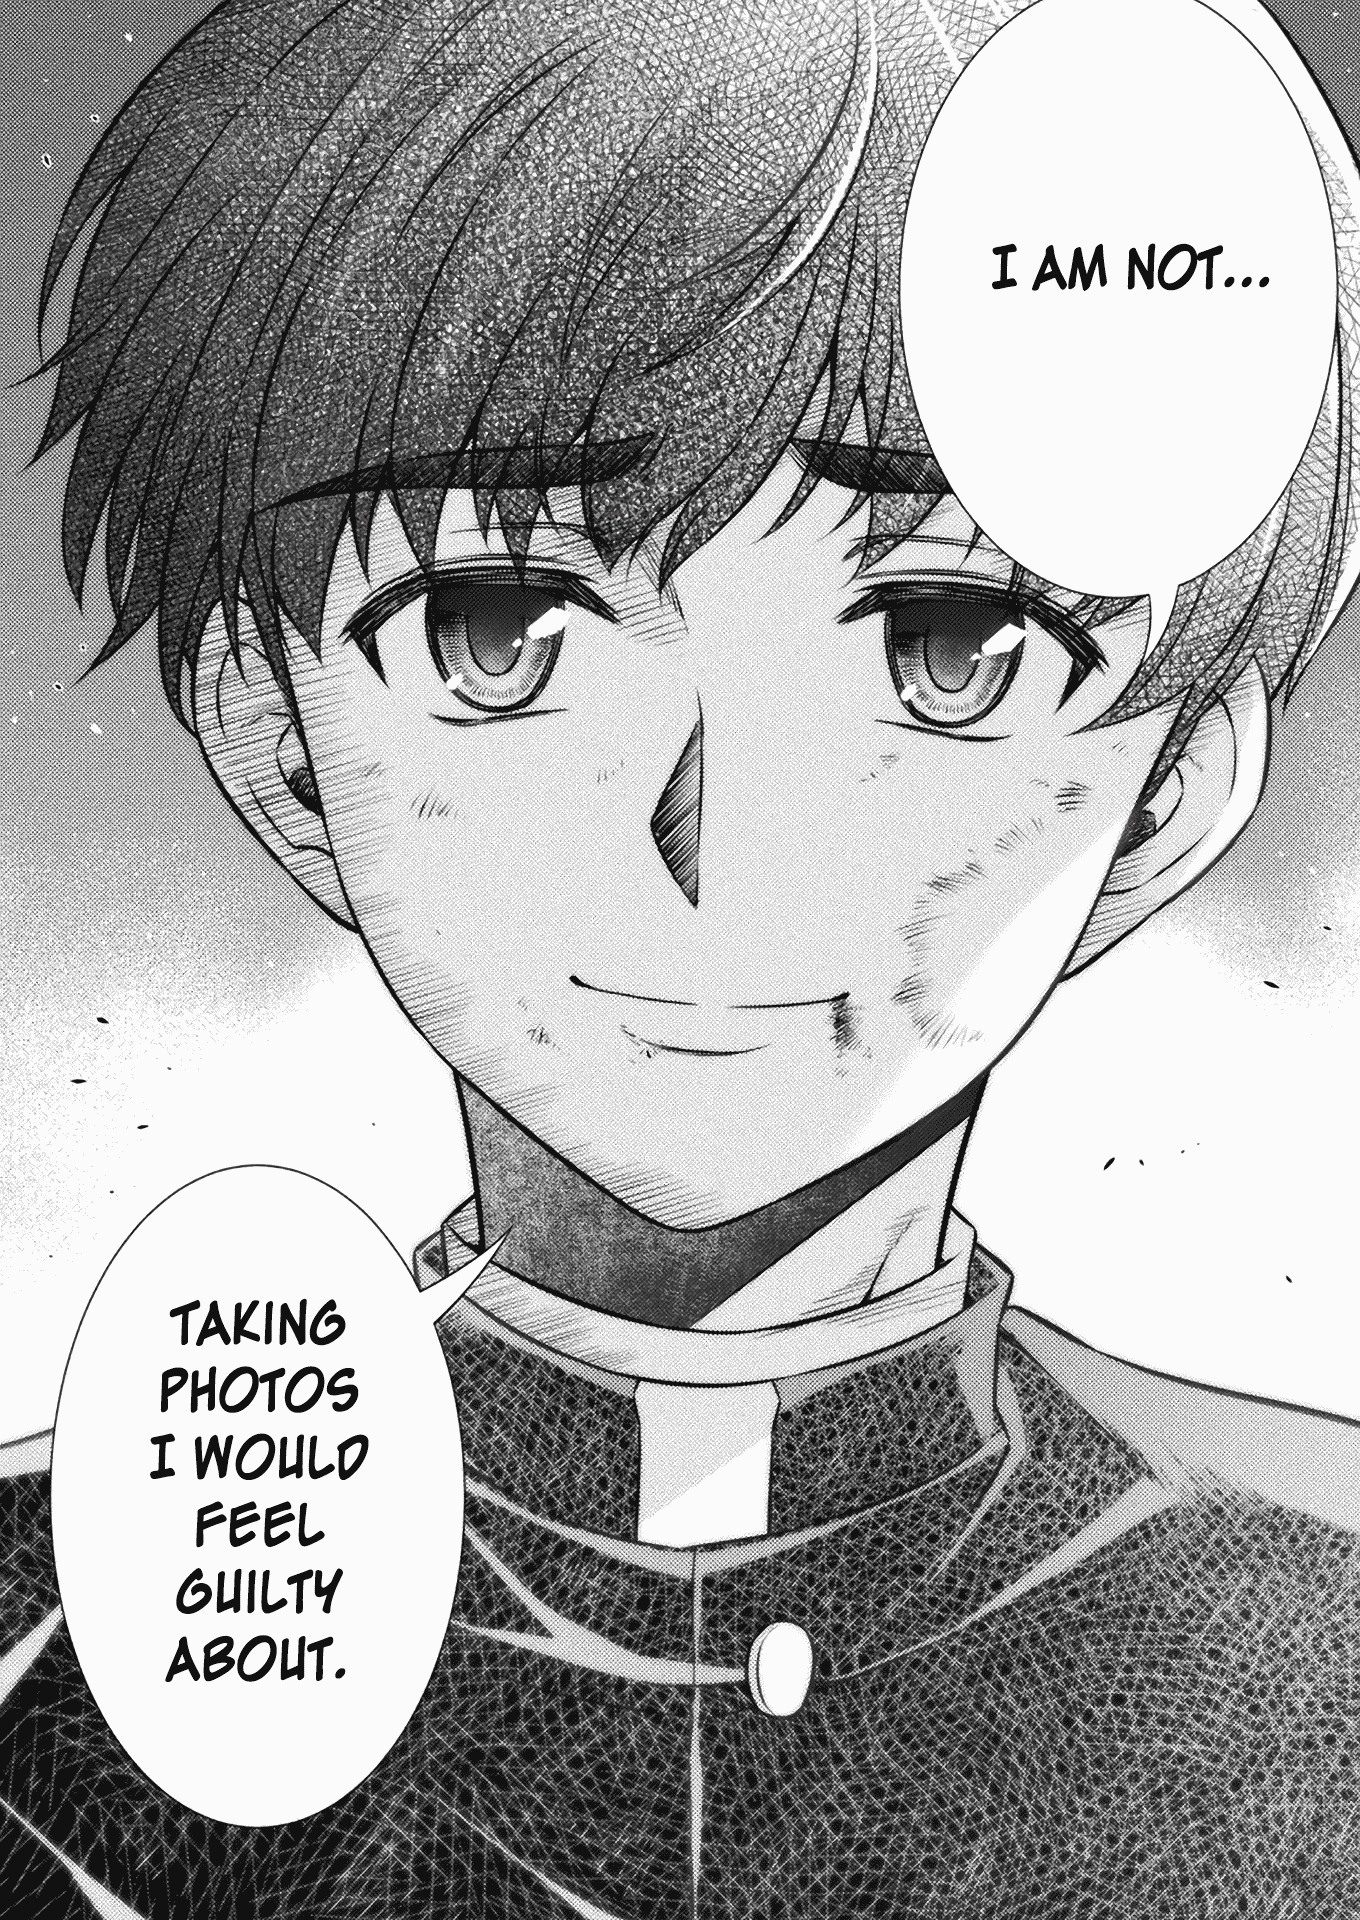 I AM NOT...
TAKING
PHOTOS
I WOULD
FEEL
GUILTY
ABOUT.